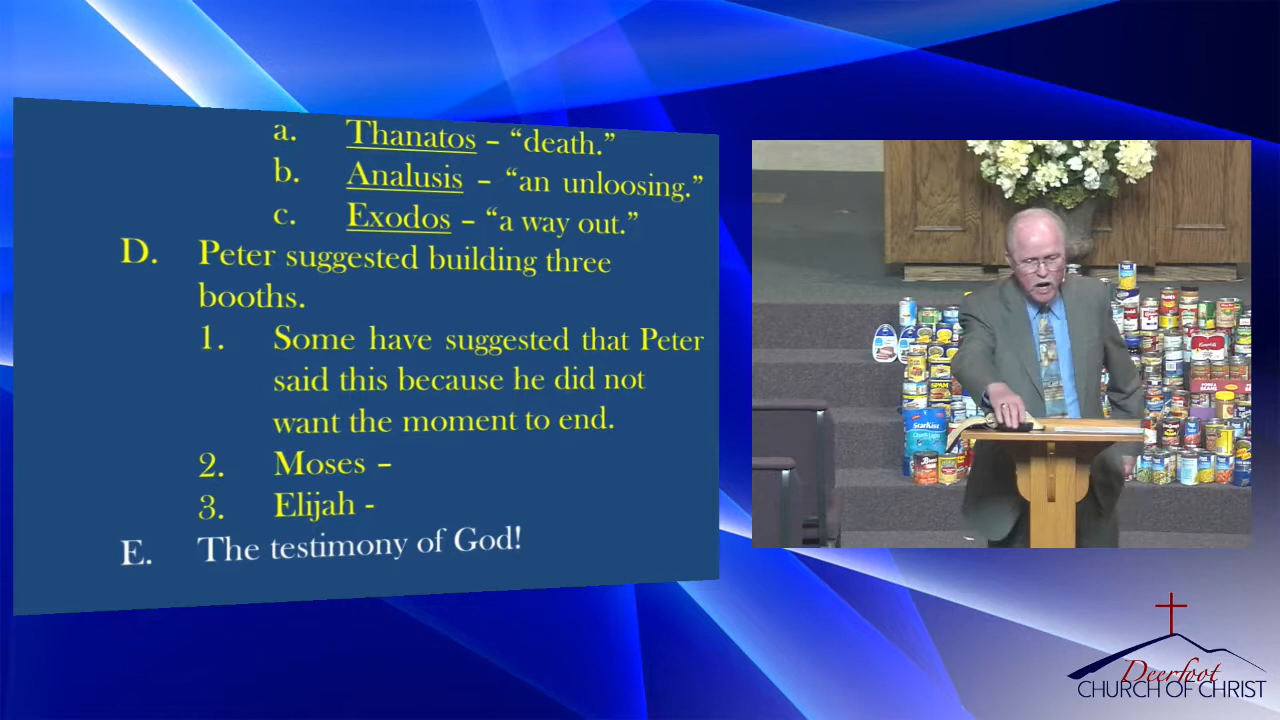 a. Thanatos – “death.”
b. Analusis – “an unloosing.”
c. Exodos – “a way out.”
D. Peter suggested building three
booths.
1. Some have suggested that Peter
said this because he did not
want the moment to end.
2. Moses –
3. Elijah -
E. The testimony of God!
StarKist
SPAM
Deerfoot
CHURCH OF CHRIST